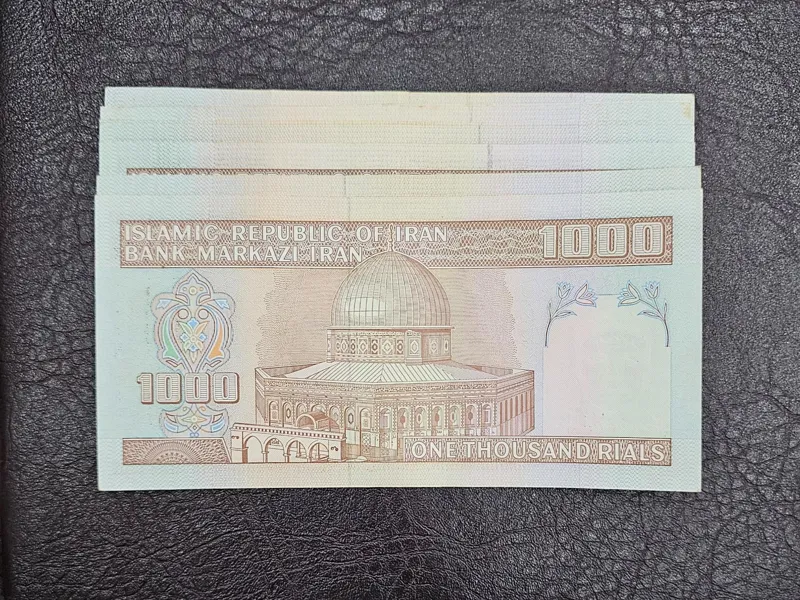 ISLAMIC REPUBLIC OF IRAN
BANK MARKAZI IRAN
1000
1000
ONE THOUSAND RIALS